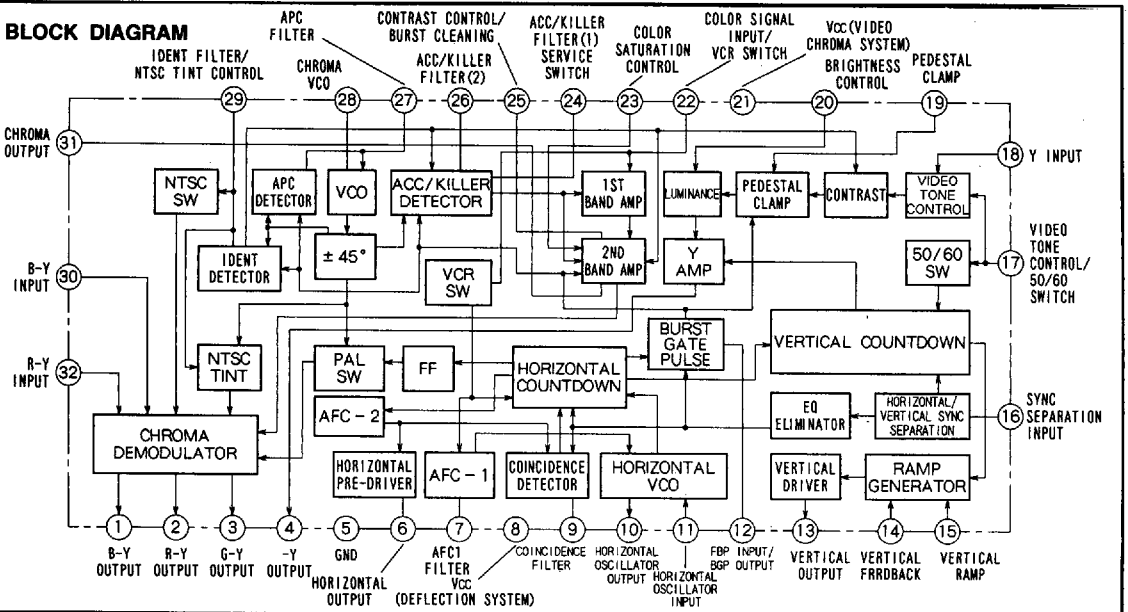 BLOCK DIAGRAM
IDENT FILTER/
NTSC TINT CONTROL
APC
FILTER
CHROMA
VCO
CONTRAST CONTROL/
BURST CLEANING
ACC/KILLER
FILTER(2)
ACC/KILLER
FILTER(1)
SERVICE
SWITCH
COLOR
SATURATION
CONTROL
COLOR SIGNAL
INPUT/
VCR SWITCH
VCC (VIDEO
CHROMA SYSTEM)
BRIGHTNESS
CONTROL
PEDESTAL
CLAMP
29
28
27
26
25
24
23
22
21
20
19
CHROMA
OUTPUT
31
18
Y INPUT
NTSC
SW
APC
DETECTOR
VCO
ACC/KILLER
DETECTOR
1ST
BAND AMP
LUMINANCE
PEDESTAL
CLAMP
CONTRAST
VIDEO
TONE
CONTROL
IDENT
DETECTOR
± 45°
VCR
SW
2ND
BAND AMP
Y
AMP
50/60
SW
17
VIDEO
TONE
CONTROL/
50/60
SWITCH
B-Y
INPUT
30
R-Y
INPUT
32
NTSC
TINT
PAL
SW
FF
HORIZONTAL
COUNTDOWN
BURST
GATE
PULSE
VERTICAL COUNTDOWN
AFC-2
EQ
ELIMINATOR
HORIZONTAL/
VERTICAL SYNC
SEPARATION
16
SYNC
SEPARATION
INPUT
CHROMA
DEMODULATOR
HORIZONTAL
PRE-DRIVER
AFC-1
COINCIDENCE
DETECTOR
HORIZONTAL
VCO
VERTICAL
DRIVER
RAMP
GENERATOR
1
2
3
4
5
6
7
8
9
10
11
12
13
14
15
B-Y
OUTPUT
R-Y
OUTPUT
G-Y
OUTPUT
-Y
OUTPUT
GND
HORIZONTAL
OUTPUT
AFC1
FILTER
VCC
(DEFLECTION SYSTEM)
COINCIDENCE
FILTER
HORIZONTAL
OSCILLATOR
OUTPUT
HORIZONTAL
OSCILLATOR
INPUT
FBP INPUT/
BGP OUTPUT
VERTICAL
OUTPUT
VERTICAL
FRRDBACK
VERTICAL
RAMP